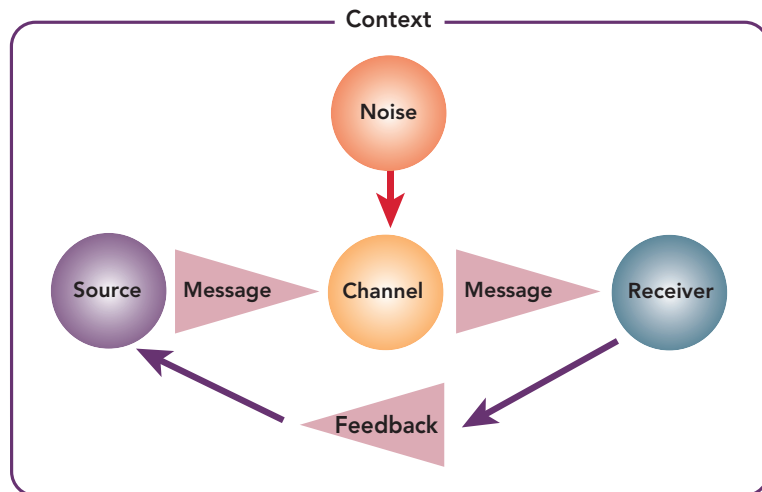 Context
Noise
Source
Message
Channel
Message
Receiver
Feedback